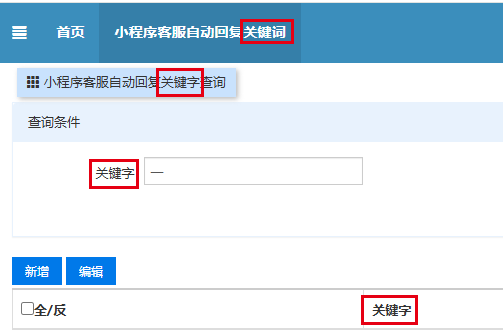 首页 小程序客服自动回复关键词
小程序客服自动回复关键字查询
查询条件
关键字 一
新增 编辑
全/反 关键字